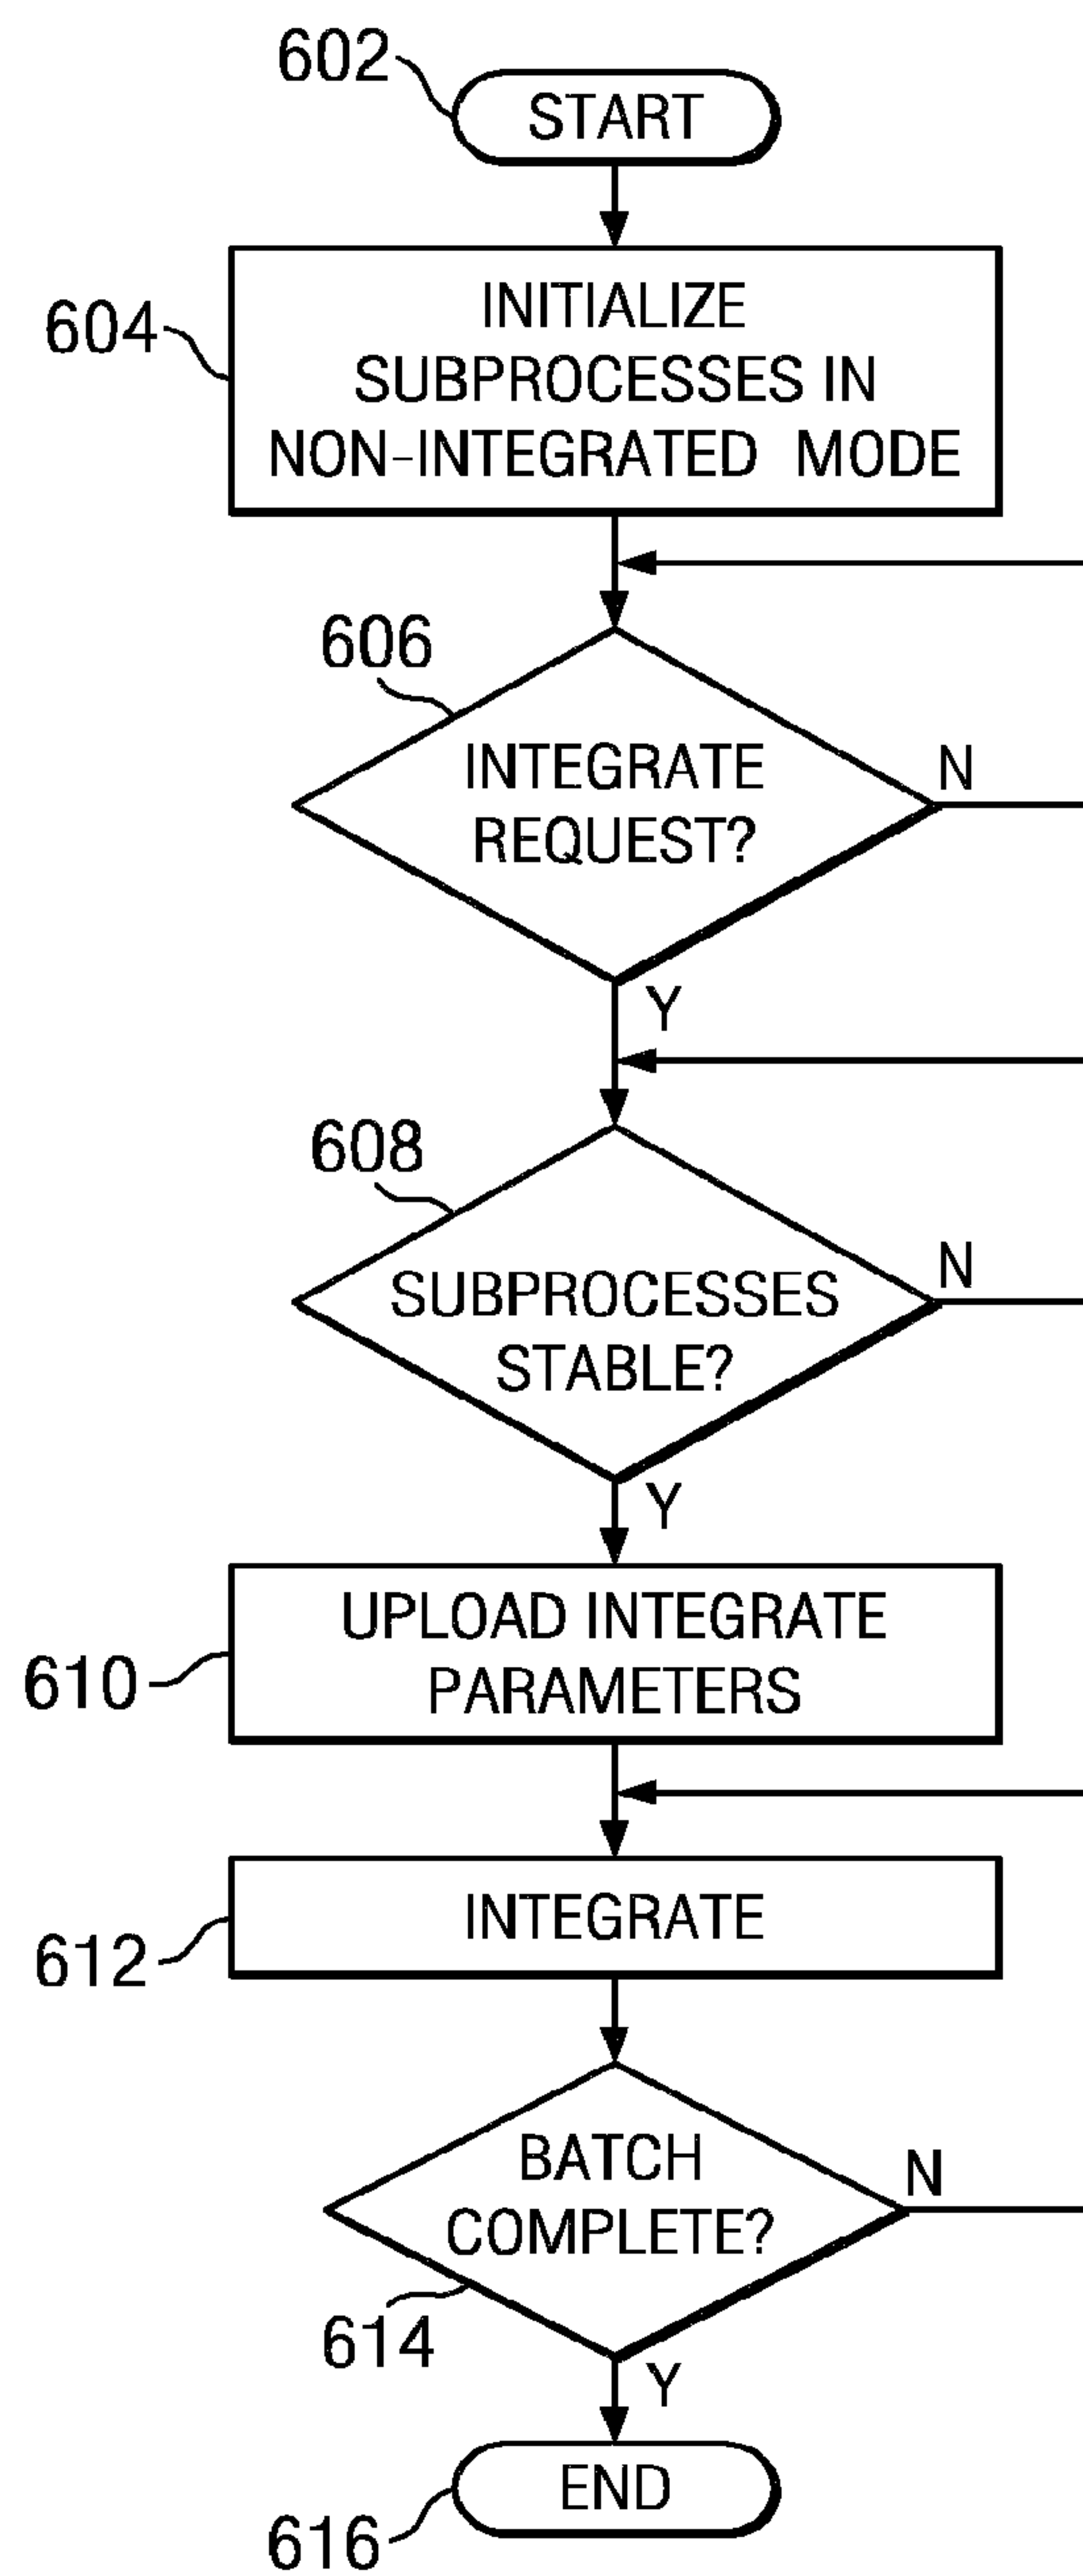 602
START
604
INITIALIZE
SUBPROCESSES IN
NON-INTEGRATED MODE
606
INTEGRATE
REQUEST?
N
Y
608
SUBPROCESSES
STABLE?
N
Y
610
UPLOAD INTEGRATE
PARAMETERS
612
INTEGRATE
BATCH
COMPLETE?
N
614
Y
END
616